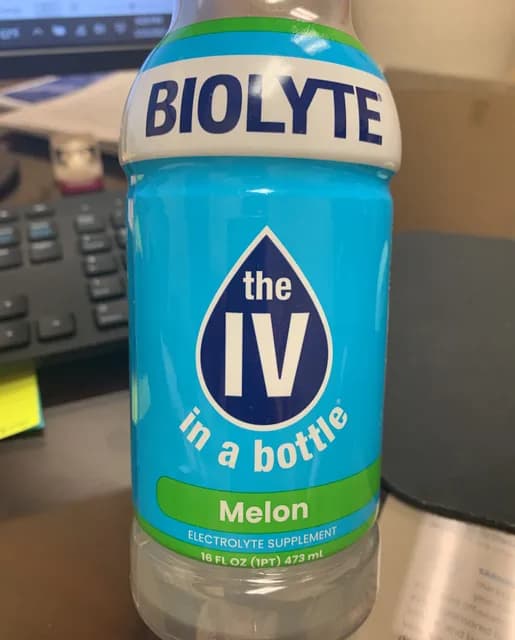 BIOLYTE
the
IV
in a bottle
Melon
ELECTROLYTE SUPPLEMENT
16 FL OZ (1PT) 473 mL